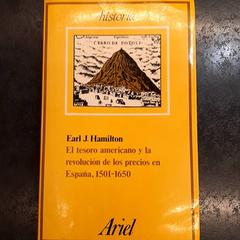 historia
CERRO DE POTOSI
Earl J. Hamilton
El tesoro americano y la
revolución de los precios en
España, 1501-1650
Ariel